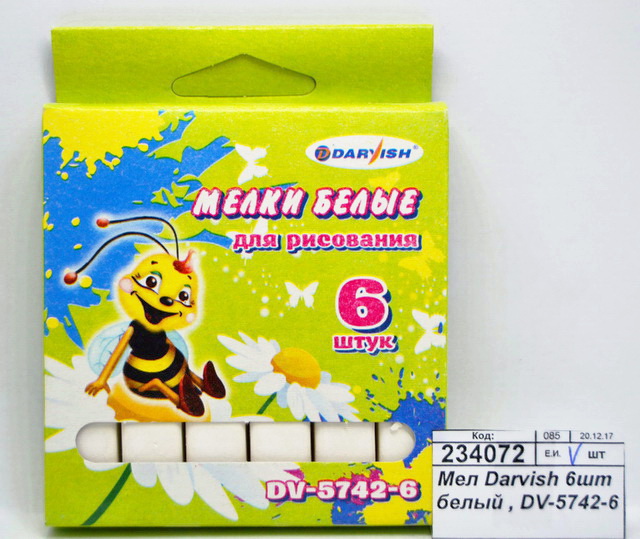 DARVISH
МЕЛКИ БЕЛЫЕ
для рисования
6
штук
DV-5742-6
Код: 085 20.12.17
234072 Е.И. V шт
Мел Darvish 6шт
белый , DV-5742-6